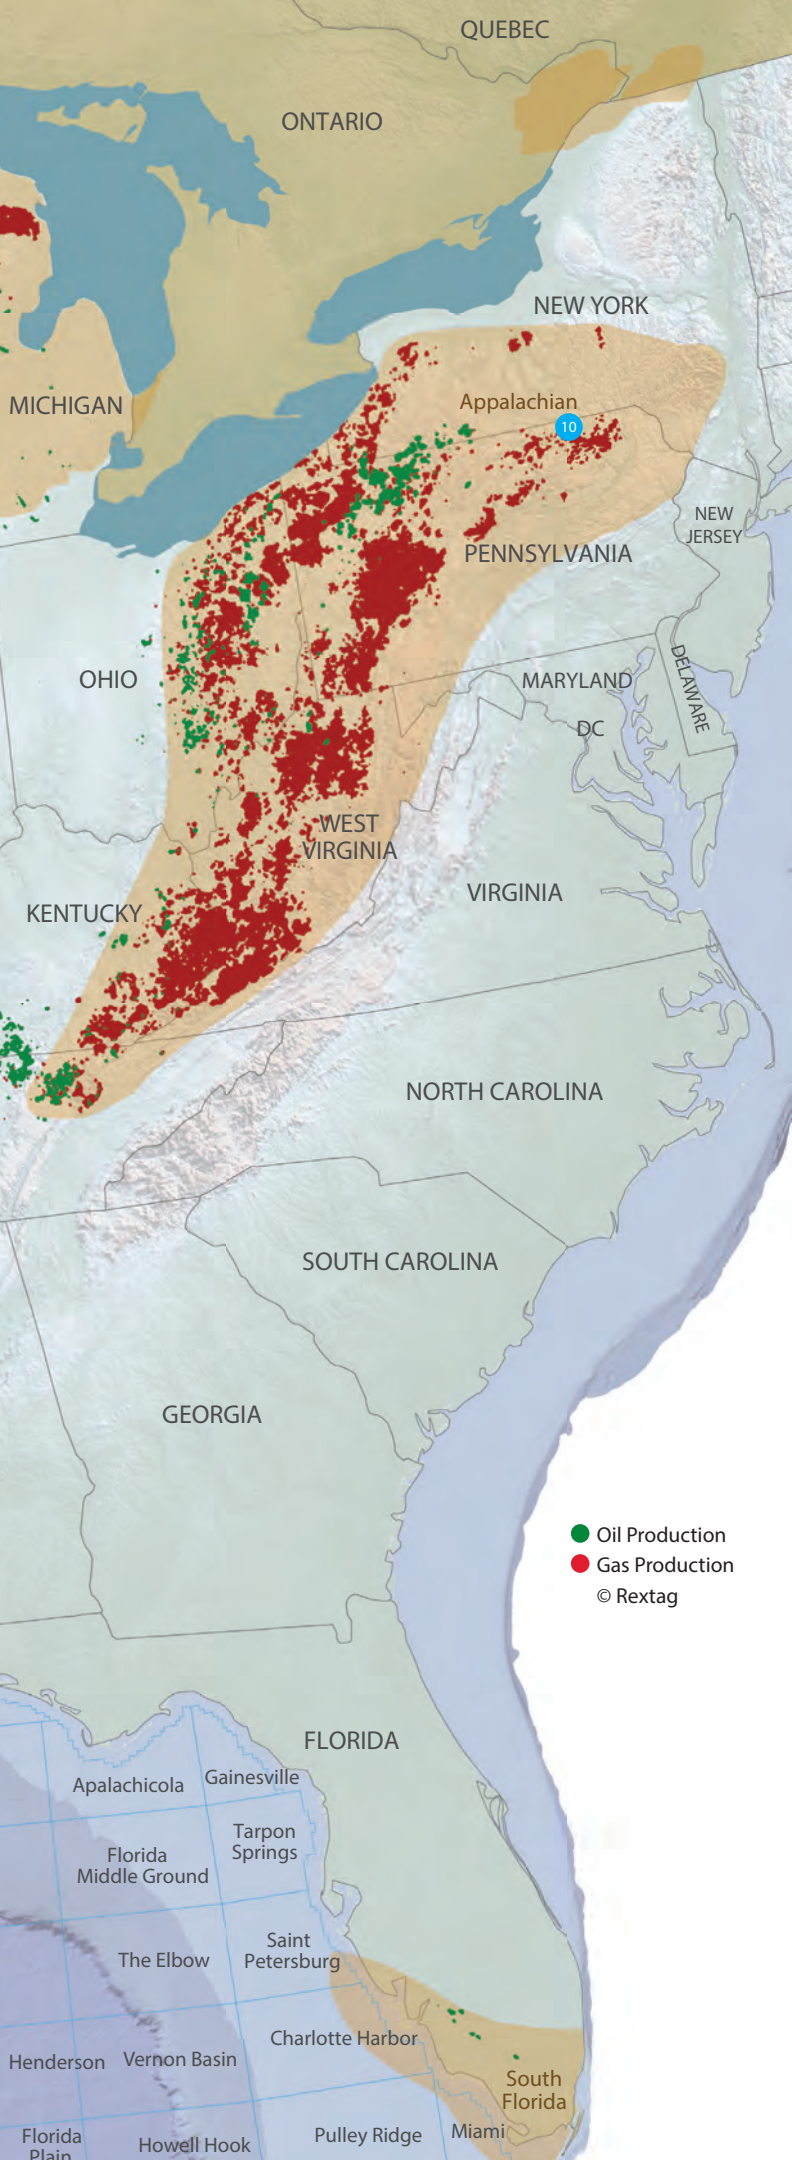 QUEBEC
ONTARIO
NEW YORK
MICHIGAN
Appalachian
10
NEW
JERSEY
PENNSYLVANIA
OHIO
MARYLAND
DELAWARE
DC
WEST
VIRGINIA
KENTUCKY
VIRGINIA
NORTH CAROLINA
SOUTH CAROLINA
GEORGIA
Oil Production
Gas Production
© Rextag
FLORIDA
Apalachicola
Gainesville
Tarpon
Springs
Florida
Middle Ground
Saint
Petersburg
The Elbow
Charlotte Harbor
Henderson
Vernon Basin
South
Florida
Miami
Pulley Ridge
Florida
Plain
Howell Hook